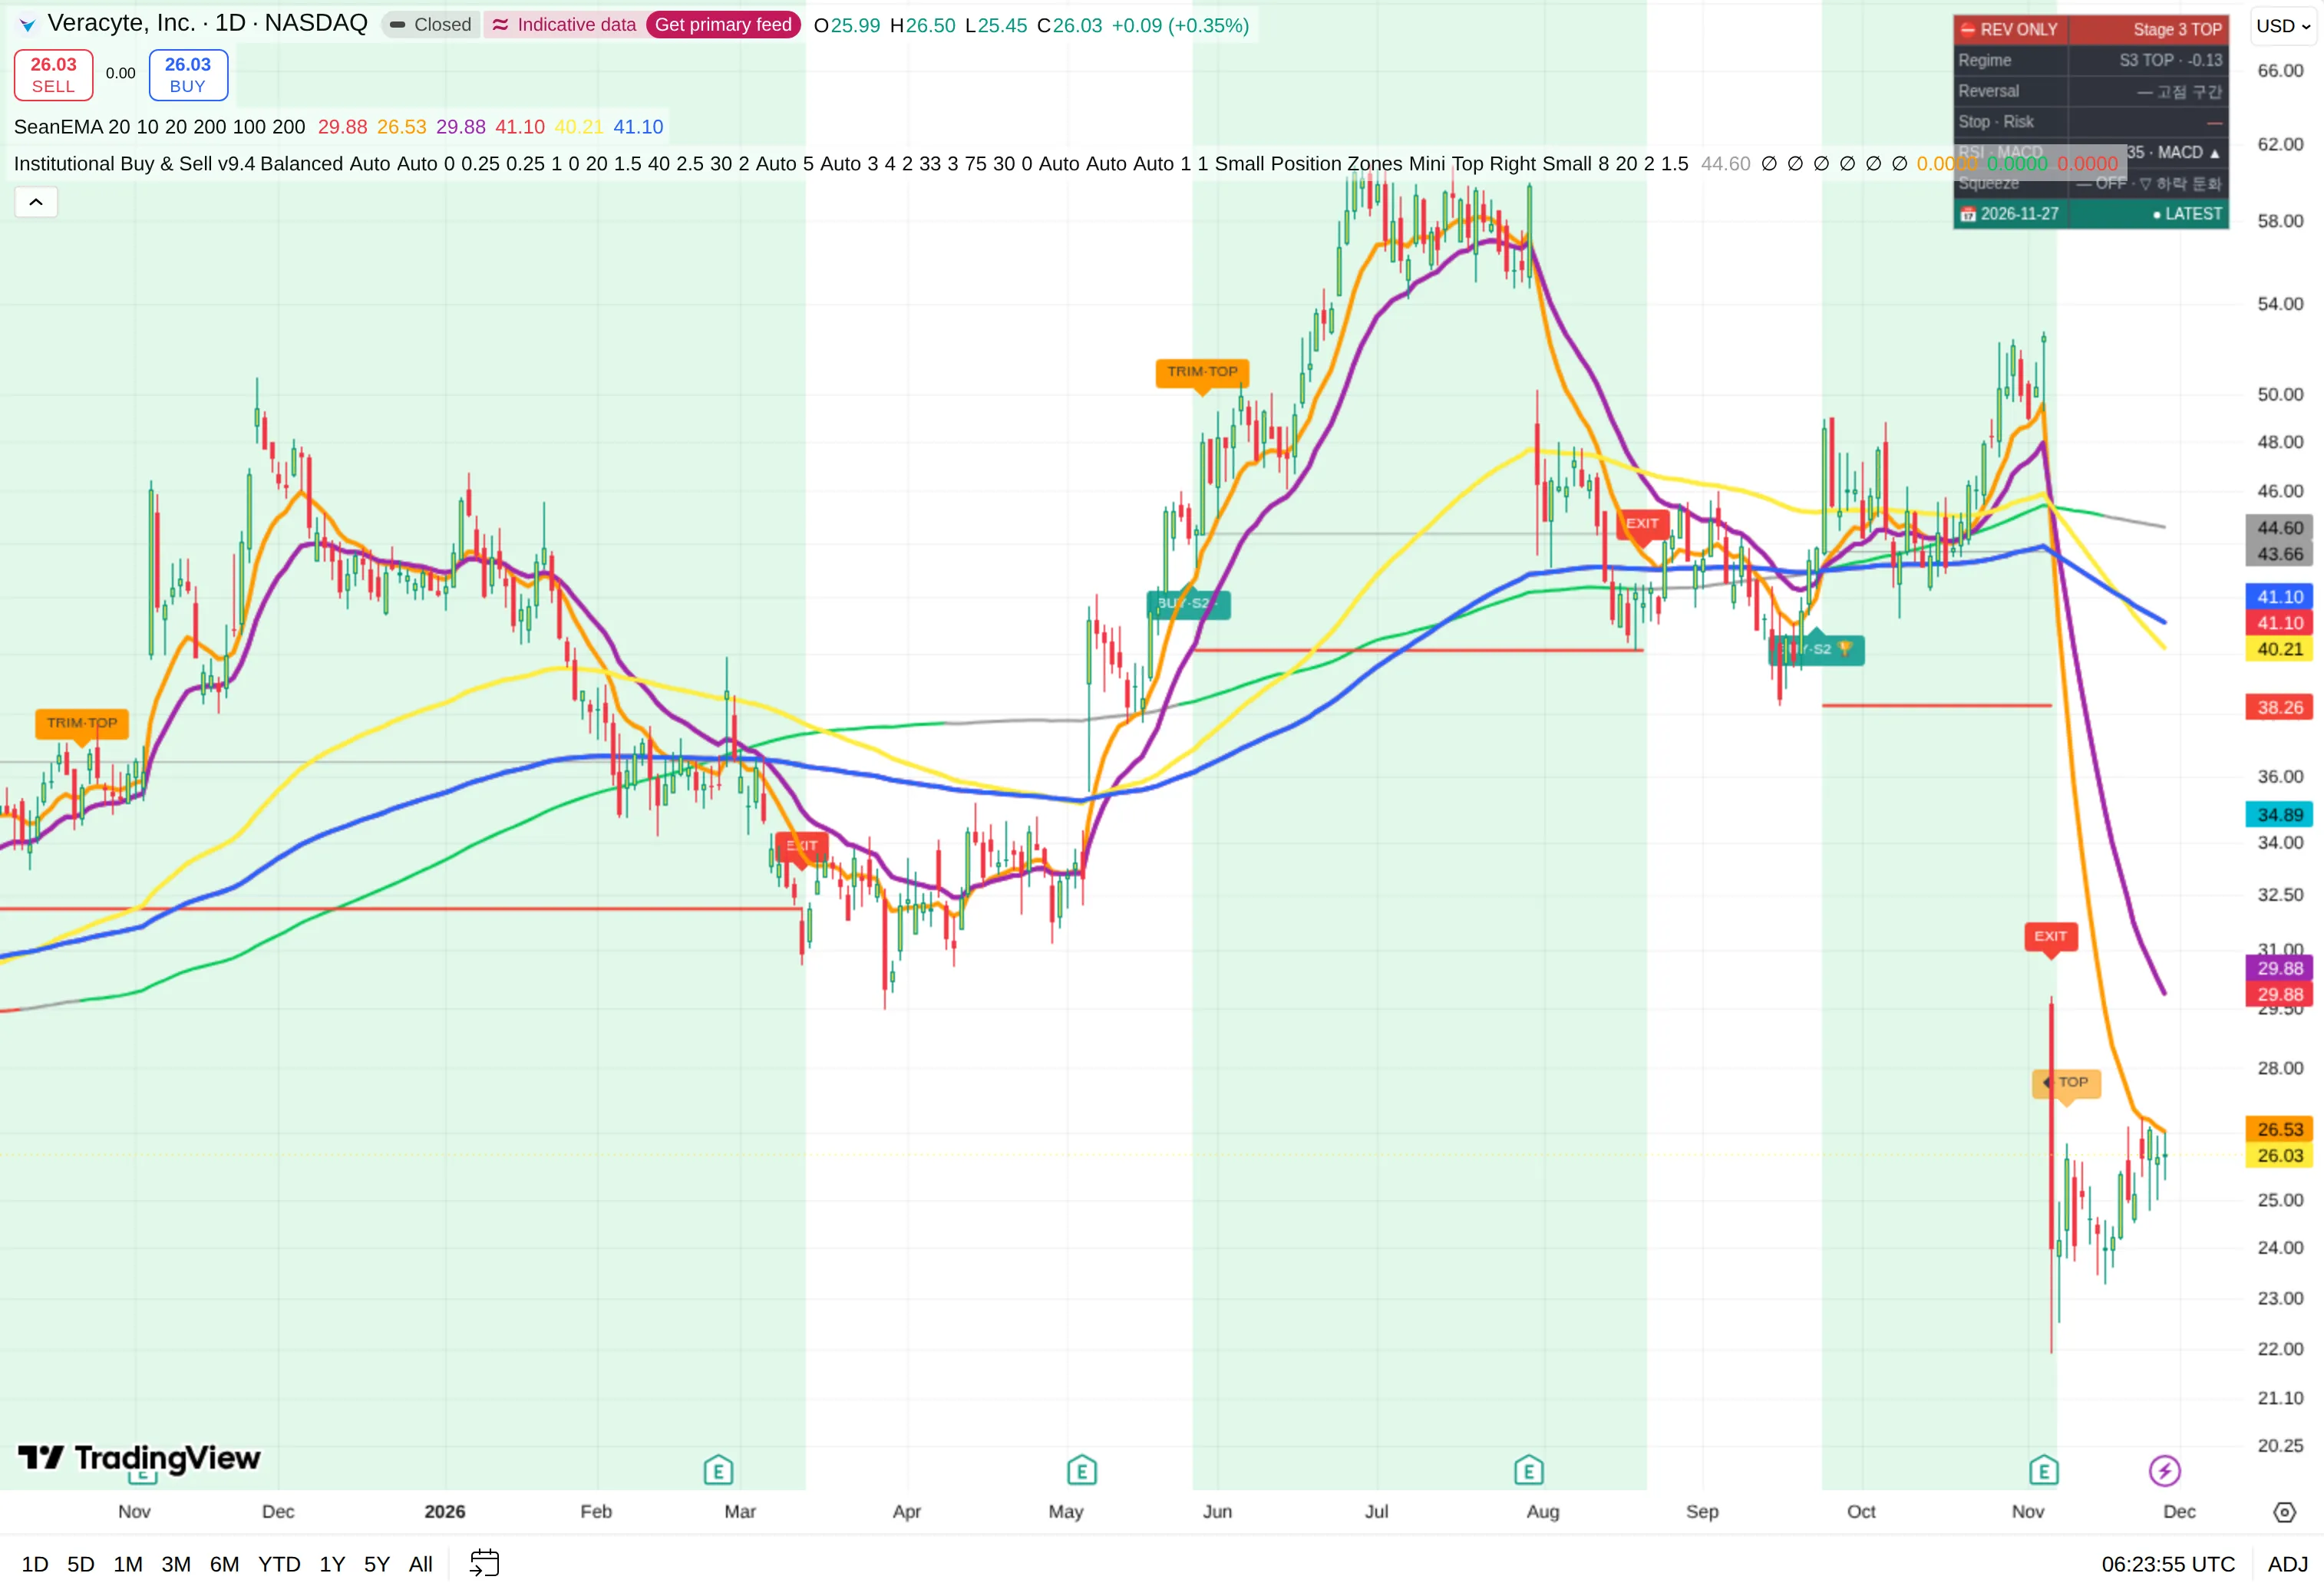 Veracyte, Inc. · 1D · NASDAQ Closed Indicative data Get primary feed O25.99 H26.50 L25.45 C26.03 +0.09 (+0.35%)
26.03 SELL 0.00 26.03 BUY
SeanEMA 20 10 20 200 100 200 29.88 26.53 29.88 41.10 40.21 41.10
Institutional Buy & Sell v9.4 Balanced Auto Auto 0 0.25 0.25 1 0 20 1.5 40 2.5 30 2 Auto 5 Auto 3 4 2 33 3 75 30 0 Auto Auto Auto 1 1 Small Position Zones Mini Top Right Small 8 20 2 1.5 44.60 ∅ ∅ ∅ ∅ ∅ ∅ 0.0000 0.0000 0.0000
⛔ REV ONLY Stage 3 TOP
Regime S3 TOP · -0.13
Reversal — 고점 구간
Stop · Risk —
RSI · MACD 35 · MACD ▲
Squeeze — OFF · ▽ 하락 둔화
📅 2026-11-27 ● LATEST
USD
66.00
62.00
58.00
54.00
50.00
48.00
46.00
44.60
43.66
41.10
41.10
40.21
38.26
36.00
34.89
34.00
32.50
31.00
29.88
29.88
29.50
28.00
26.53
26.03
25.00
24.00
23.00
22.00
21.10
20.25
TRIM-TOP
EXIT
TRIM-TOP
BUY-S2
EXIT
BUY-S2 🏆
EXIT
TOP
TradingView
E E E E E
Nov Dec 2026 Feb Mar Apr May Jun Jul Aug Sep Oct Nov Dec
1D 5D 1M 3M 6M YTD 1Y 5Y All 06:23:55 UTC ADJ